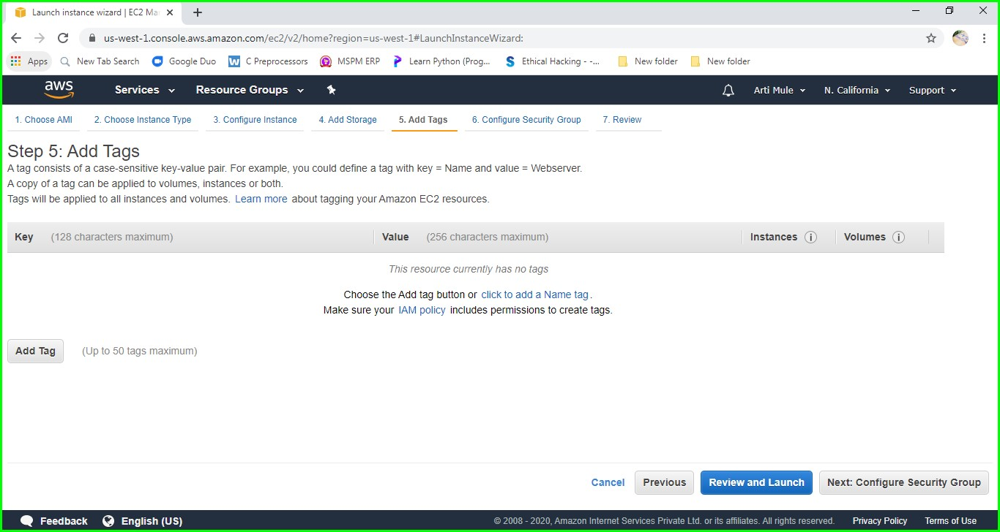 Launch instance wizard | EC2 Ma
us-west-1.console.aws.amazon.com/ec2/v2/home?region=us-west-1#LaunchInstanceWizard:
Apps New Tab Search Google Duo C Preprocessors MSPM ERP Learn Python (Prog... Ethical Hacking - -... New folder New folder
aws Services Resource Groups Arti Mule N. California Support
1. Choose AMI 2. Choose Instance Type 3. Configure Instance 4. Add Storage 5. Add Tags 6. Configure Security Group 7. Review
Step 5: Add Tags
A tag consists of a case-sensitive key-value pair. For example, you could define a tag with key = Name and value = Webserver.
A copy of a tag can be applied to volumes, instances or both.
Tags will be applied to all instances and volumes. Learn more about tagging your Amazon EC2 resources.
Key (128 characters maximum) Value (256 characters maximum) Instances i Volumes i
This resource currently has no tags
Choose the Add tag button or click to add a Name tag.
Make sure your IAM policy includes permissions to create tags.
Add Tag (Up to 50 tags maximum)
Cancel Previous Review and Launch Next: Configure Security Group
Feedback English (US) © 2008 - 2020, Amazon Internet Services Private Ltd. or its affiliates. All rights reserved. Privacy Policy Terms of Use